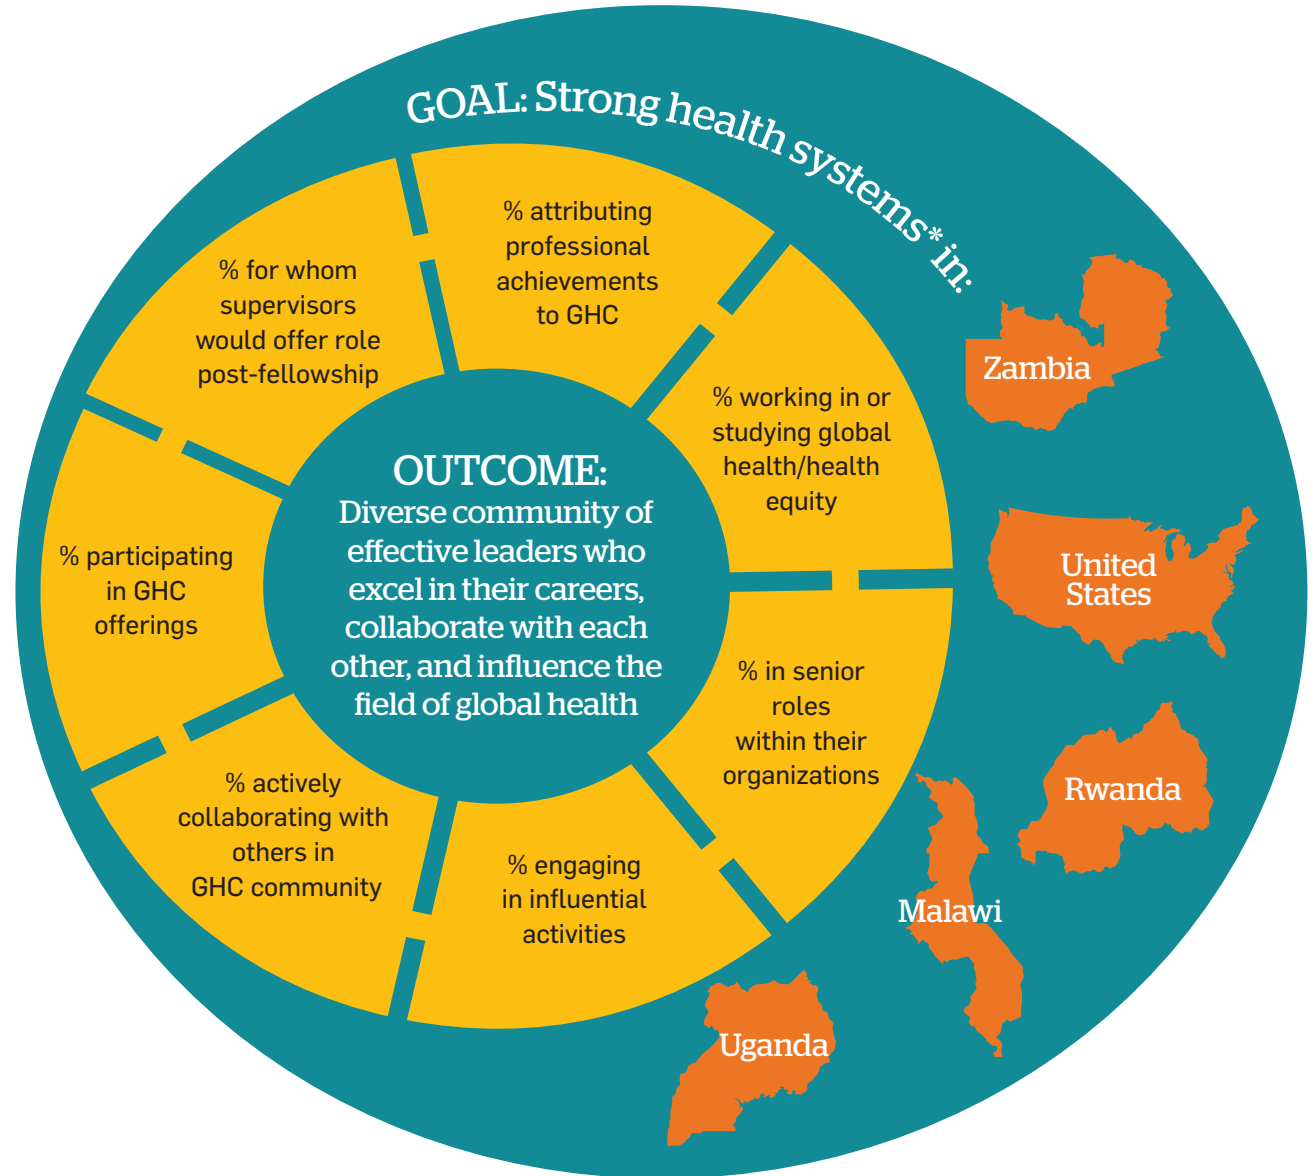 GOAL: Strong health systems* in:
% attributing
professional
achievements
to GHC
% for whom
supervisors
would offer role
post-fellowship
% working in or
studying global
health/health
equity
% participating
in GHC
offerings
OUTCOME:
Diverse community of
effective leaders who
excel in their careers,
collaborate with each
other, and influence the
field of global health
% in senior
roles
within their
organizations
% actively
collaborating with
others in
GHC community
% engaging
in influential
activities
Zambia
United
States
Rwanda
Malawi
Uganda